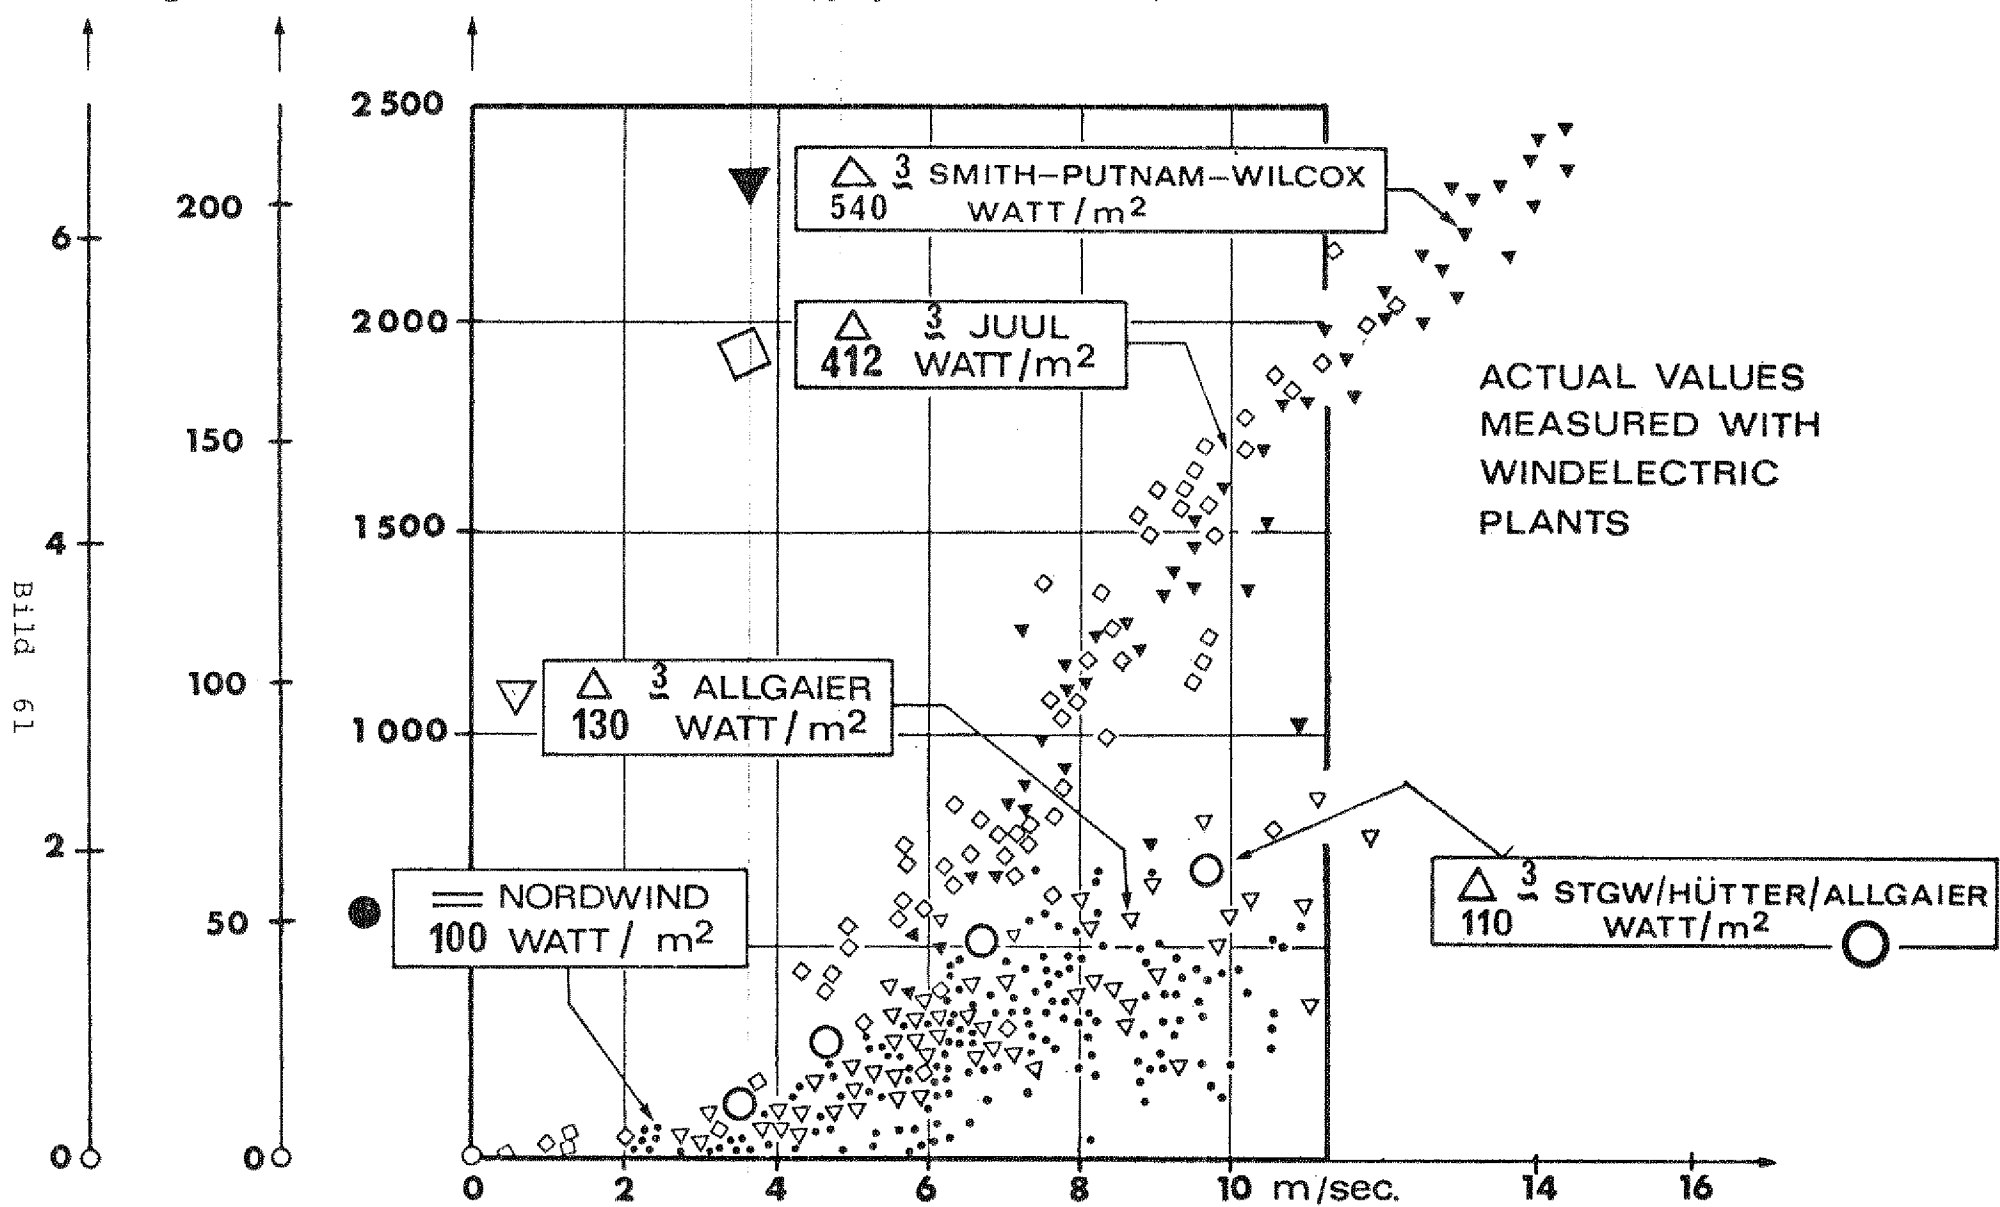 2500
△ 3 SMITH-PUTNAM-WILCOX
540 WATT/m²
200
6
2000
△ 3 JUUL
412 WATT/m²
ACTUAL VALUES
MEASURED WITH
WINDELECTRIC
PLANTS
150
1500
4
Bild 61
100
△ 3 ALLGAIER
130 WATT/m²
1000
2
= NORDWIND
100 WATT/ m²
50
△ 3 STGW/HÜTTER/ALLGAIER
110 WATT/m²
0 0
0 2 4 6 8 10 m/sec. 14 16